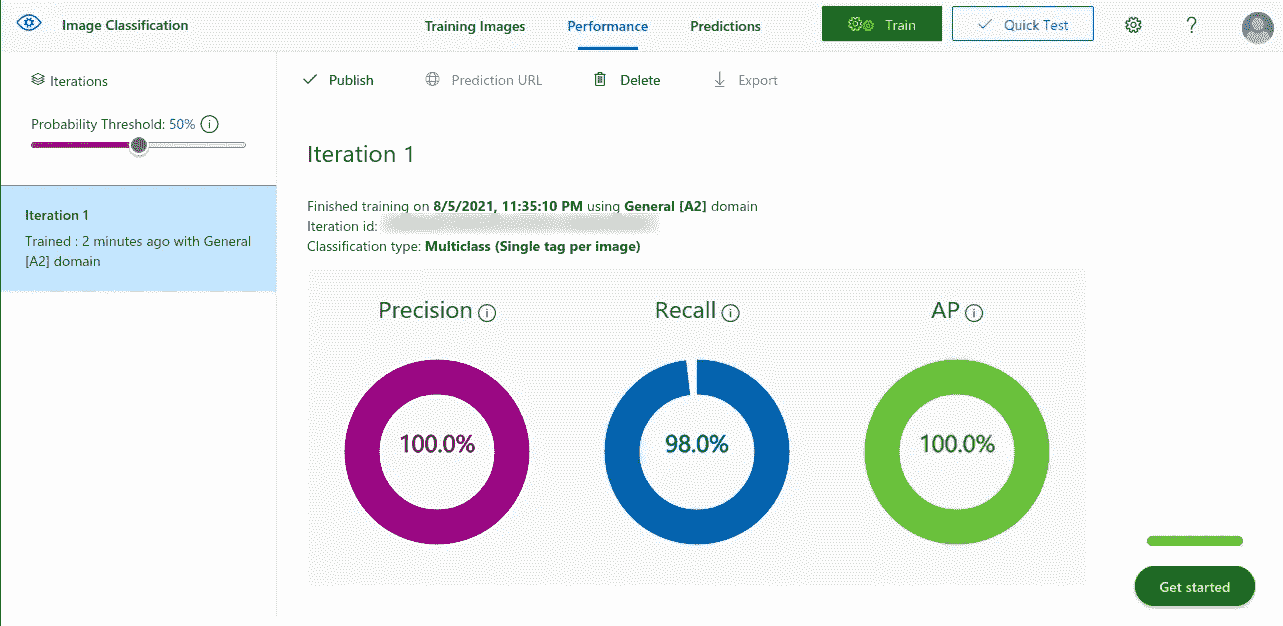 Image Classification
Training Images
Performance
Predictions
Train
Quick Test
?
Iterations
Probability Threshold: 50%
Iteration 1
Trained : 2 minutes ago with General
[A2] domain
Publish
Prediction URL
Delete
Export
Iteration 1
Finished training on 8/5/2021, 11:35:10 PM using General [A2] domain
Iteration id:
Classification type: Multiclass (Single tag per image)
Precision
Recall
AP
100.0%
98.0%
100.0%
Get started